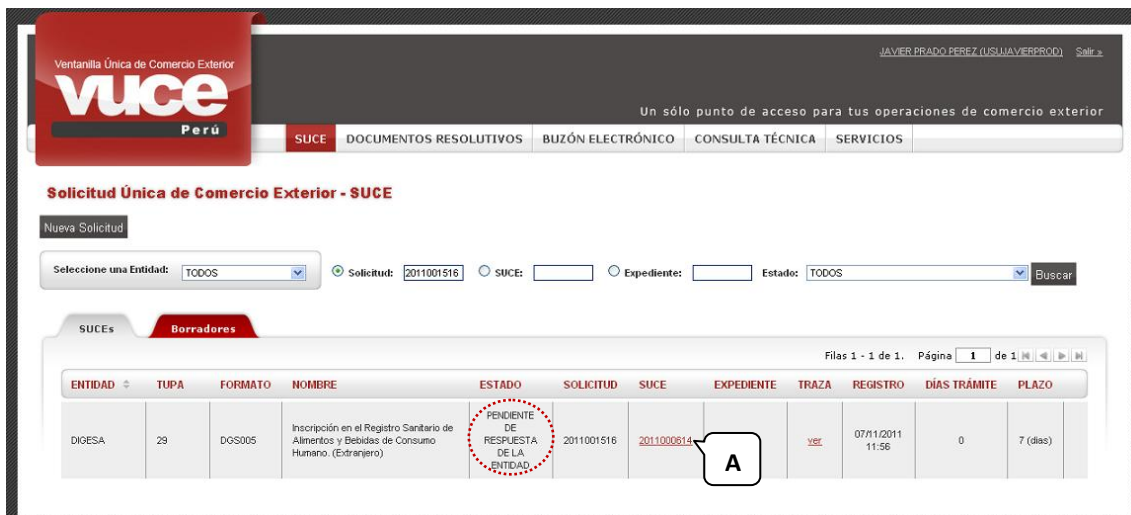 JAVIER PRADO PEREZ (USUJAVIERPROD) Salir »
Ventanilla Única de Comercio Exterior
vuce
Perú
Un sólo punto de acceso para tus operaciones de comercio exterior
SUCE DOCUMENTOS RESOLUTIVOS BUZÓN ELECTRÓNICO CONSULTA TÉCNICA SERVICIOS
Solicitud Única de Comercio Exterior - SUCE
Nueva Solicitud
Seleccione una Entidad: TODOS Solicitud: 2011001516 SUCE: Expediente: Estado: TODOS Buscar
SUCEs Borradores
Filas 1 - 1 de 1. Página 1 de 1
ENTIDAD TUPA FORMATO NOMBRE ESTADO SOLICITUD SUCE EXPEDIENTE TRAZA REGISTRO DÍAS TRÁMITE PLAZO
DIGESA 29 DGS005 Inscripción en el Registro Sanitario de
Alimentos y Bebidas de Consumo
Humano. (Extranjero)
PENDIENTE
DE
RESPUESTA
DE LA
ENTIDAD
2011001516 2011000614 ver 07/11/2011
11:56
0 7 (dias)
A